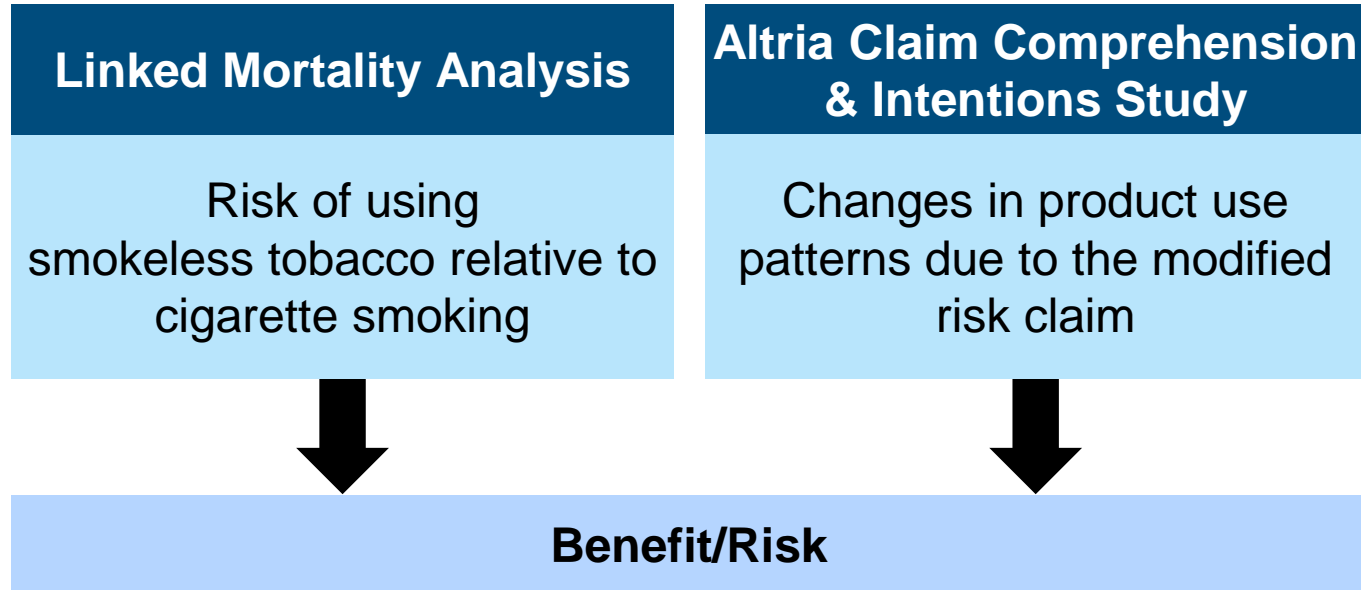 Linked Mortality Analysis
Risk of using
smokeless tobacco relative to
cigarette smoking
Altria Claim Comprehension
& Intentions Study
Changes in product use
patterns due to the modified
risk claim
Benefit/Risk